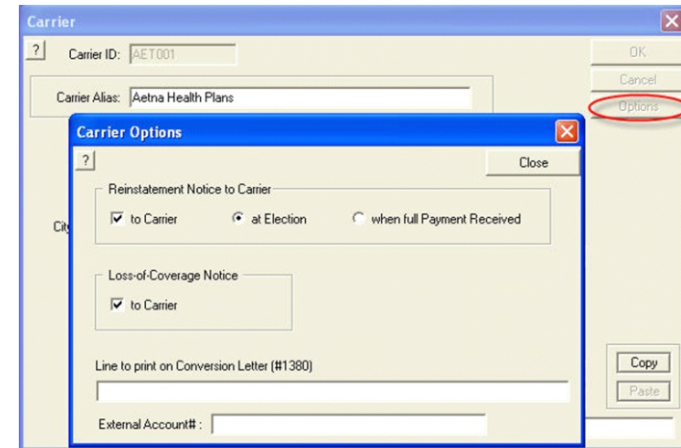 Carrier
? Carrier ID: AET001 OK
Cancel
Carrier Alias: Aetna Health Plans Options
Carrier Options
? Close
Reinstatement Notice to Carrier
to Carrier at Election when full Payment Received
Loss-of-Coverage Notice
to Carrier
Line to print on Conversion Letter (#1380)
Copy
Paste
External Account# :